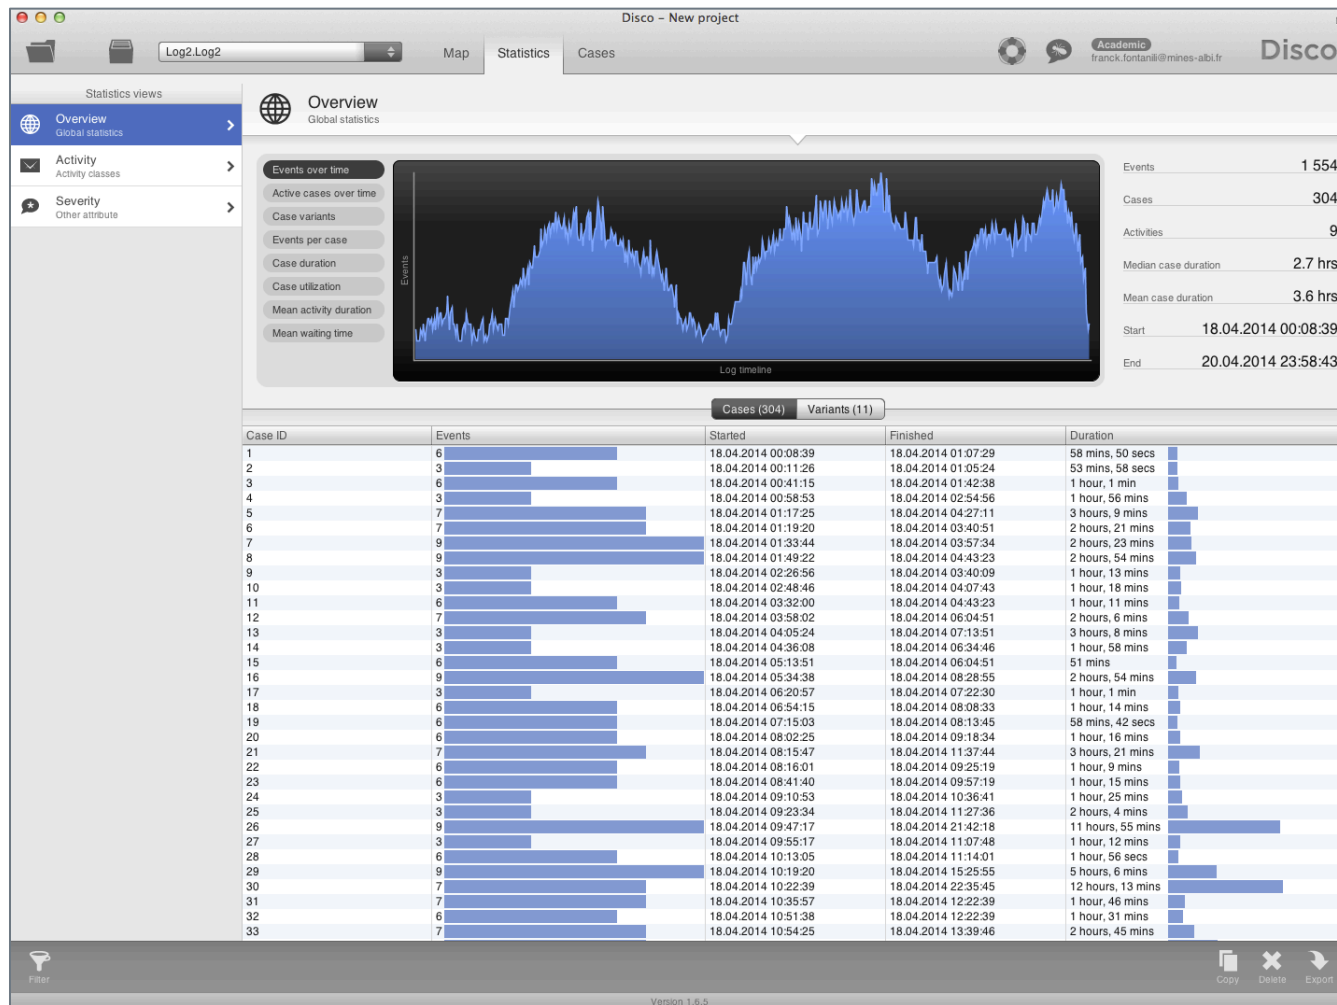 Disco – New project
Log2.Log2
Map Statistics Cases
Academic
franck.fontanili@mines-albi.fr
Disco
Statistics views
Overview
Global statistics
Activity
Activity classes
Severity
Other attribute
Overview
Global statistics
Events over time
Active cases over time
Case variants
Events per case
Case duration
Case utilization
Mean activity duration
Mean waiting time
Events
Log timeline
Events 1 554
Cases 304
Activities 9
Median case duration 2.7 hrs
Mean case duration 3.6 hrs
Start 18.04.2014 00:08:39
End 20.04.2014 23:58:43
Cases (304) Variants (11)
Case ID Events Started Finished Duration
1 6 18.04.2014 00:08:39 18.04.2014 01:07:29 58 mins, 50 secs
2 3 18.04.2014 00:11:26 18.04.2014 01:05:24 53 mins, 58 secs
3 6 18.04.2014 00:41:15 18.04.2014 01:42:38 1 hour, 1 min
4 3 18.04.2014 00:58:53 18.04.2014 02:54:56 1 hour, 56 mins
5 7 18.04.2014 01:17:25 18.04.2014 04:27:11 3 hours, 9 mins
6 7 18.04.2014 01:19:20 18.04.2014 03:40:51 2 hours, 21 mins
7 9 18.04.2014 01:33:44 18.04.2014 03:57:34 2 hours, 23 mins
8 9 18.04.2014 01:49:22 18.04.2014 04:43:23 2 hours, 54 mins
9 3 18.04.2014 02:26:56 18.04.2014 03:40:09 1 hour, 13 mins
10 3 18.04.2014 02:48:46 18.04.2014 04:07:43 1 hour, 18 mins
11 6 18.04.2014 03:32:00 18.04.2014 04:43:23 1 hour, 11 mins
12 7 18.04.2014 03:58:02 18.04.2014 06:04:51 2 hours, 6 mins
13 3 18.04.2014 04:05:24 18.04.2014 07:13:51 3 hours, 8 mins
14 3 18.04.2014 04:36:08 18.04.2014 06:34:46 1 hour, 58 mins
15 6 18.04.2014 05:13:51 18.04.2014 06:04:51 51 mins
16 9 18.04.2014 05:34:38 18.04.2014 08:28:55 2 hours, 54 mins
17 3 18.04.2014 06:20:57 18.04.2014 07:22:30 1 hour, 1 min
18 6 18.04.2014 06:54:15 18.04.2014 08:08:33 1 hour, 14 mins
19 6 18.04.2014 07:15:03 18.04.2014 08:13:45 58 mins, 42 secs
20 6 18.04.2014 08:02:25 18.04.2014 09:18:34 1 hour, 16 mins
21 7 18.04.2014 08:15:47 18.04.2014 11:37:44 3 hours, 21 mins
22 6 18.04.2014 08:16:01 18.04.2014 09:25:19 1 hour, 9 mins
23 6 18.04.2014 08:41:40 18.04.2014 09:57:19 1 hour, 15 mins
24 3 18.04.2014 09:10:53 18.04.2014 10:36:41 1 hour, 25 mins
25 3 18.04.2014 09:23:34 18.04.2014 11:27:36 2 hours, 4 mins
26 9 18.04.2014 09:47:17 18.04.2014 21:42:18 11 hours, 55 mins
27 3 18.04.2014 09:55:17 18.04.2014 11:07:48 1 hour, 12 mins
28 6 18.04.2014 10:13:05 18.04.2014 11:14:01 1 hour, 56 secs
29 9 18.04.2014 10:19:20 18.04.2014 15:25:55 5 hours, 6 mins
30 7 18.04.2014 10:22:39 18.04.2014 22:35:45 12 hours, 13 mins
31 7 18.04.2014 10:35:57 18.04.2014 12:22:39 1 hour, 46 mins
32 6 18.04.2014 10:51:38 18.04.2014 12:22:39 1 hour, 31 mins
33 7 18.04.2014 10:54:25 18.04.2014 13:39:46 2 hours, 45 mins
Filter Copy Delete Export
Version 1.6.5